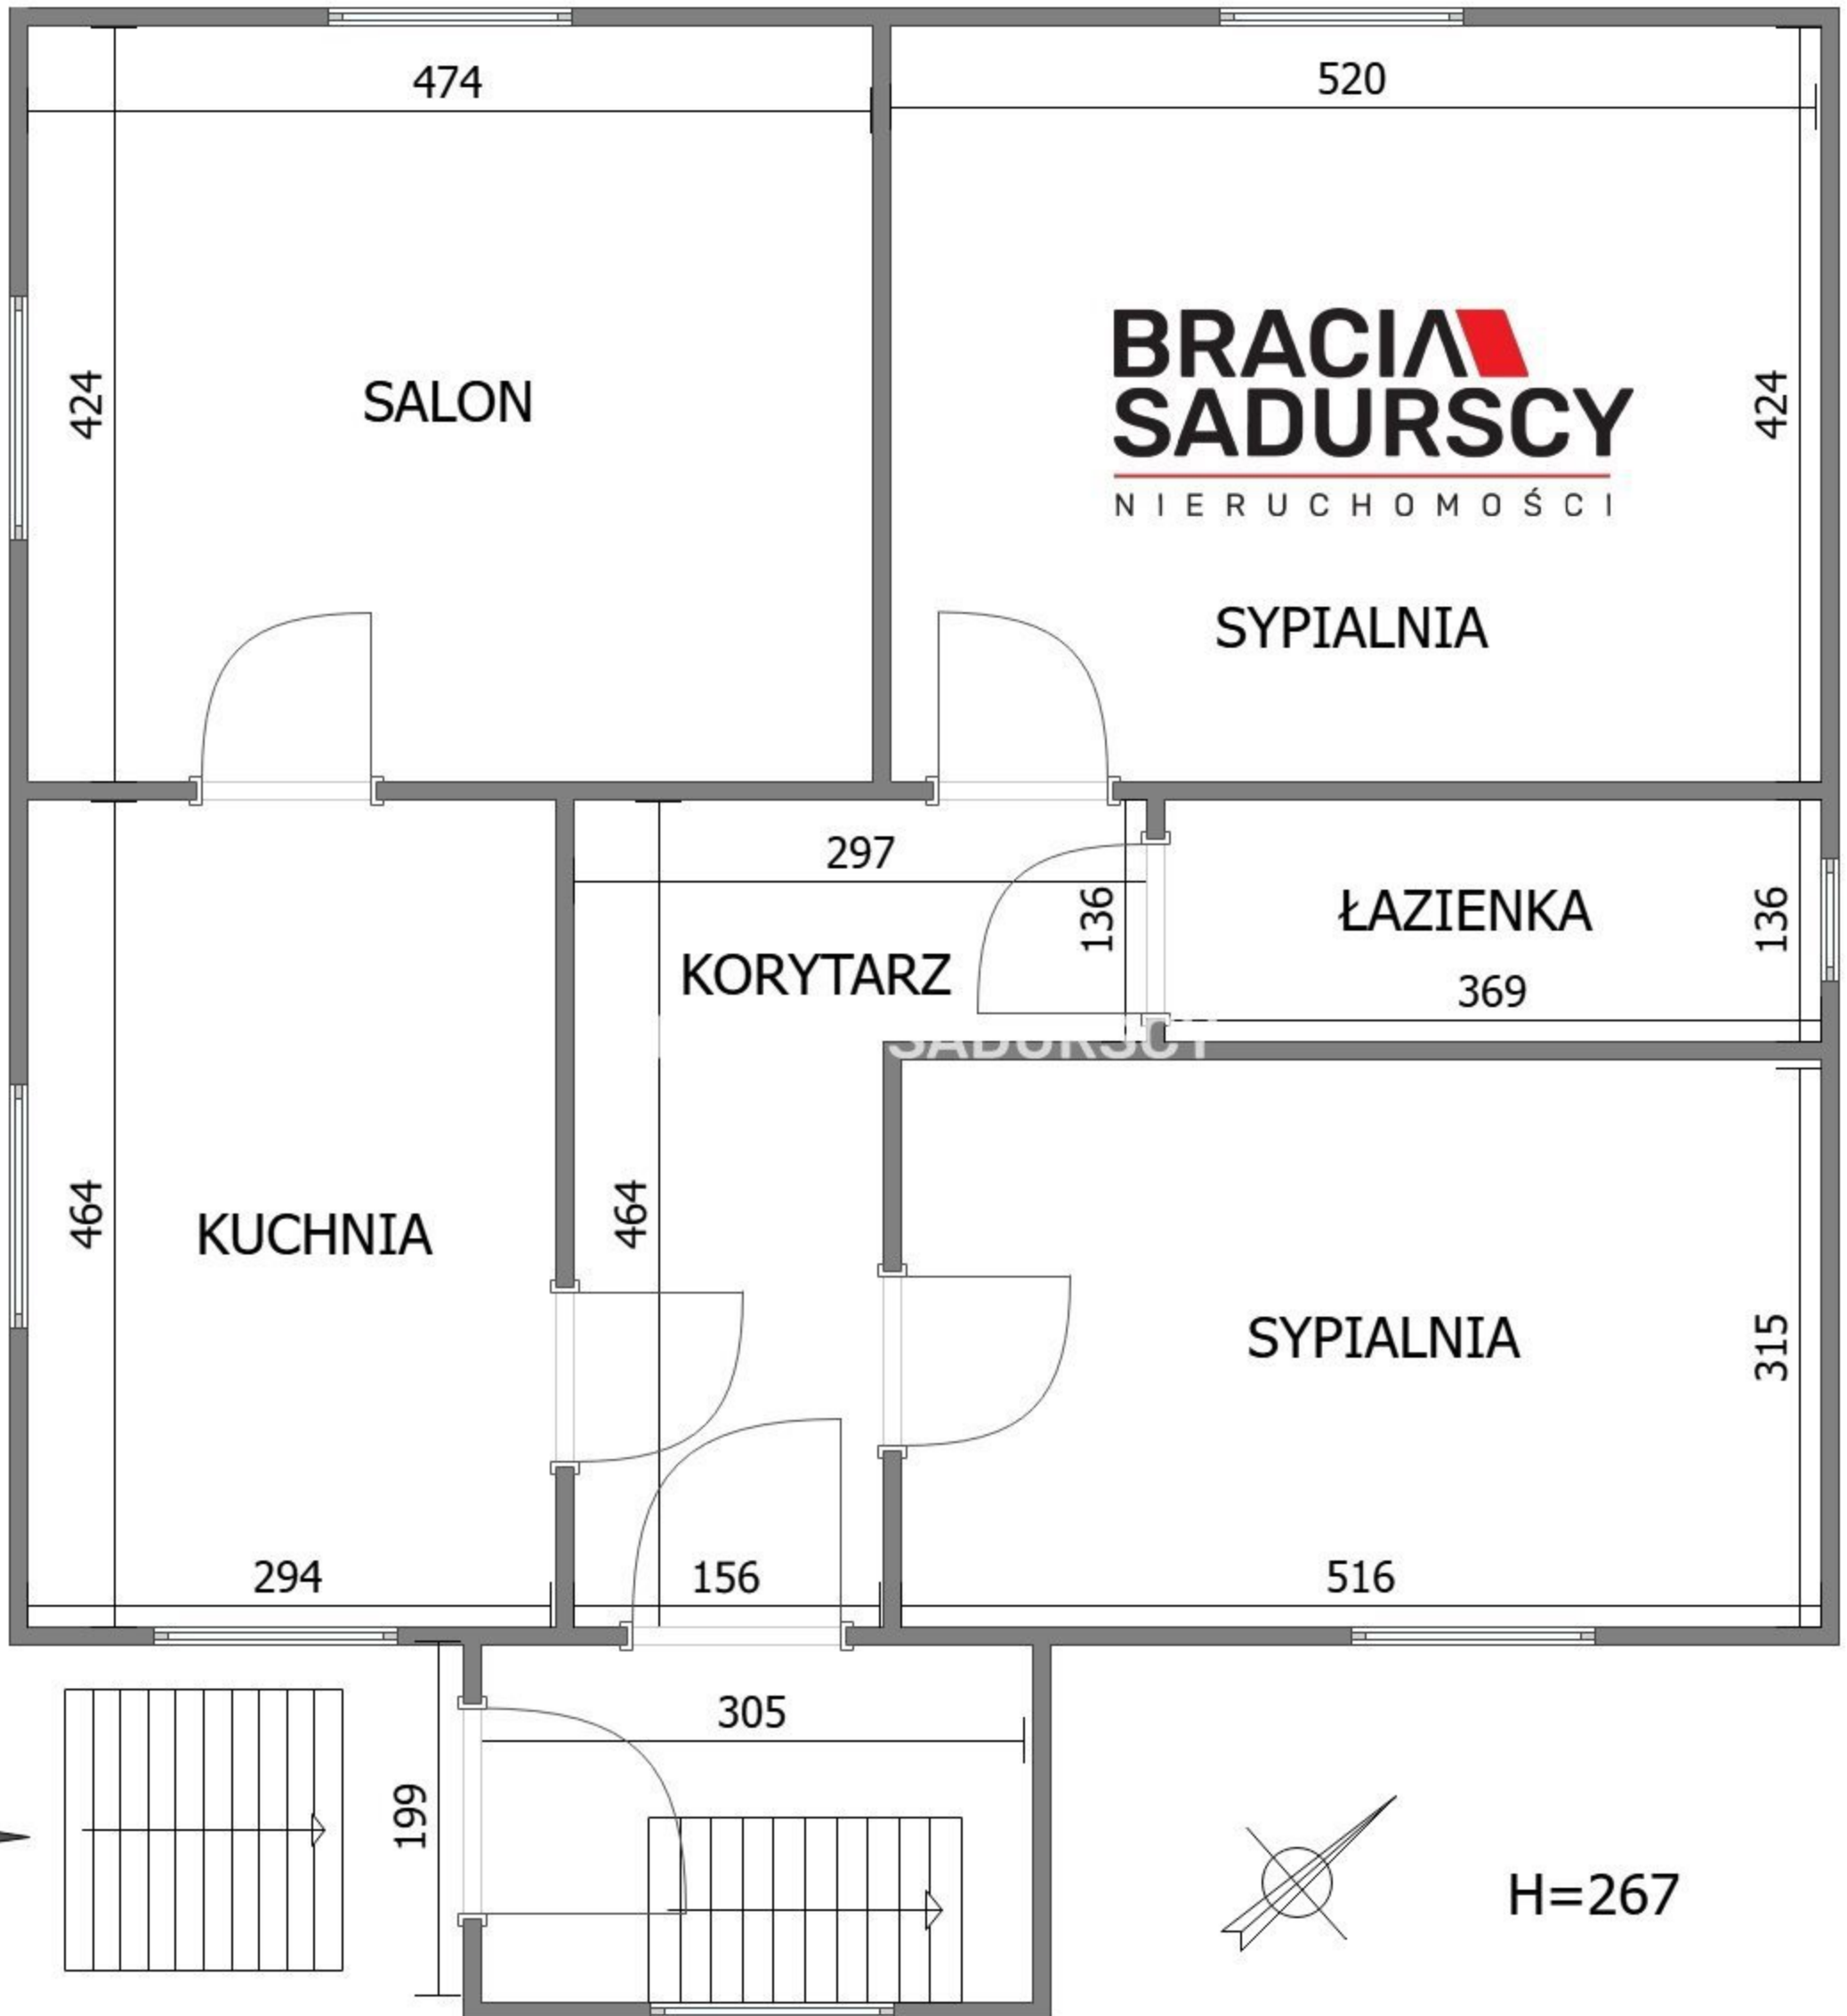 474
520
424
SALON
BRACIA
SADURSCY
NIERUCHOMOŚCI
424
SYPIALNIA
297
136
ŁAZIENKA
136
KORYTARZ
369
SADURSCY
464
KUCHNIA
464
SYPIALNIA
315
294
156
516
305
199
H=267